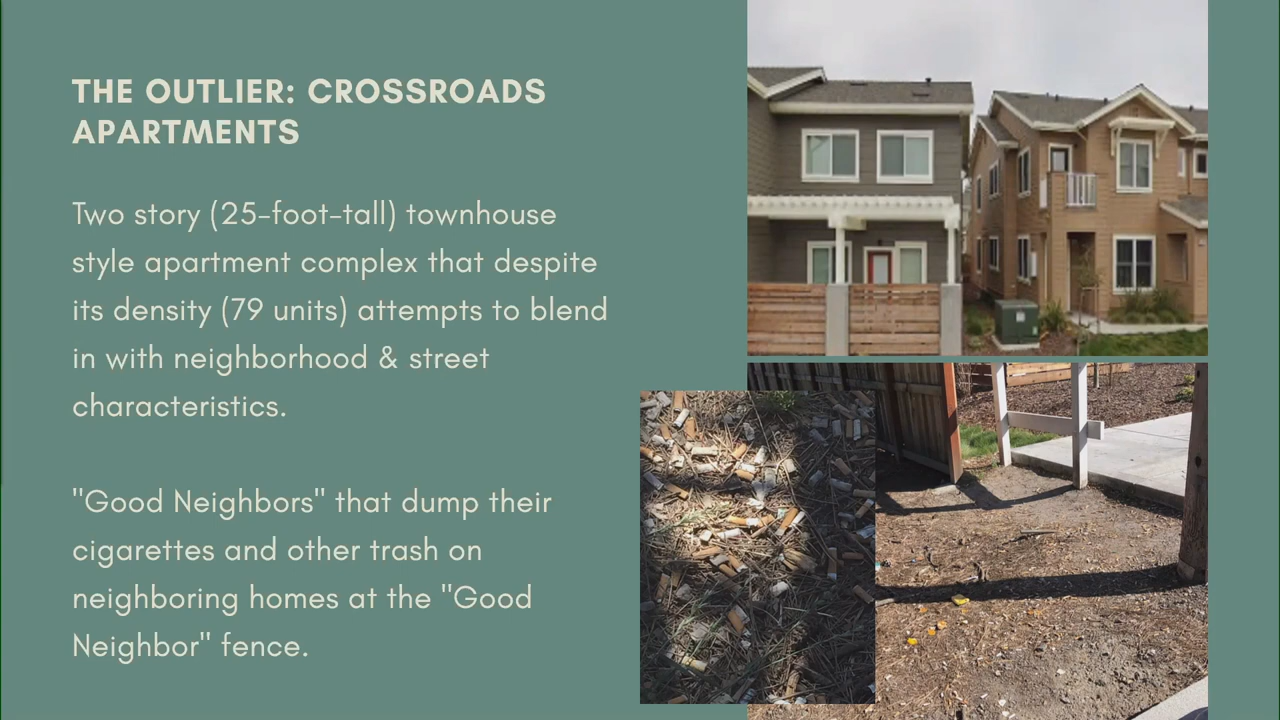 THE OUTLIER: CROSSROADS
APARTMENTS
Two story (25-foot-tall) townhouse
style apartment complex that despite
its density (79 units) attempts to blend
in with neighborhood & street
characteristics.
"Good Neighbors" that dump their
cigarettes and other trash on
neighboring homes at the "Good
Neighbor" fence.